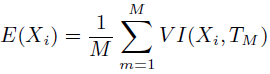 E(X_i) = \frac{1}{M} \sum_{m=1}^{M} VI(X_i, T_M)